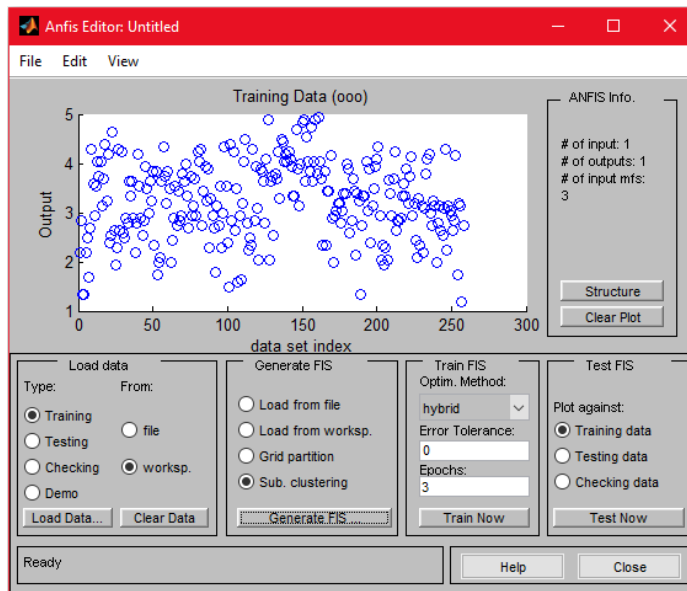 Anfis Editor: Untitled
File Edit View
Training Data (ooo)
5
4
3
2
1
Output
0 50 100 150 200 250 300
data set index
ANFIS Info.
# of input: 1
# of outputs: 1
# of input mfs:
3
Structure
Clear Plot
Load data
Type: From:
Training
Testing
Checking
Demo
file
worksp.
Load Data... Clear Data
Generate FIS
Load from file
Load from worksp.
Grid partition
Sub. clustering
Generate FIS ...
Train FIS
Optim. Method:
hybrid
Error Tolerance:
0
Epochs:
3
Train Now
Test FIS
Plot against:
Training data
Testing data
Checking data
Test Now
Ready
Help Close